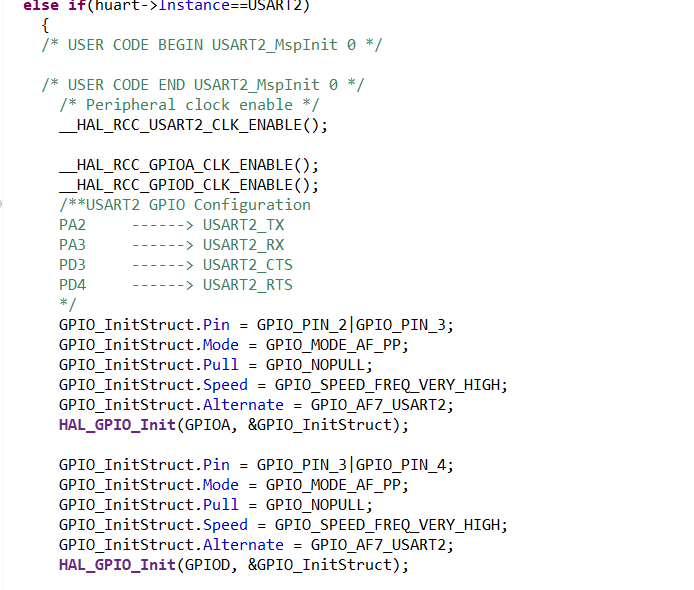 else if(huart->Instance==USART2)
{
/* USER CODE BEGIN USART2_MspInit 0 */
/* USER CODE END USART2_MspInit 0 */
/* Peripheral clock enable */
__HAL_RCC_USART2_CLK_ENABLE();
__HAL_RCC_GPIOA_CLK_ENABLE();
__HAL_RCC_GPIOD_CLK_ENABLE();
/**USART2 GPIO Configuration
PA2     ------> USART2_TX
PA3     ------> USART2_RX
PD3     ------> USART2_CTS
PD4     ------> USART2_RTS
*/
GPIO_InitStruct.Pin = GPIO_PIN_2|GPIO_PIN_3;
GPIO_InitStruct.Mode = GPIO_MODE_AF_PP;
GPIO_InitStruct.Pull = GPIO_NOPULL;
GPIO_InitStruct.Speed = GPIO_SPEED_FREQ_VERY_HIGH;
GPIO_InitStruct.Alternate = GPIO_AF7_USART2;
HAL_GPIO_Init(GPIOA, &GPIO_InitStruct);
GPIO_InitStruct.Pin = GPIO_PIN_3|GPIO_PIN_4;
GPIO_InitStruct.Mode = GPIO_MODE_AF_PP;
GPIO_InitStruct.Pull = GPIO_NOPULL;
GPIO_InitStruct.Speed = GPIO_SPEED_FREQ_VERY_HIGH;
GPIO_InitStruct.Alternate = GPIO_AF7_USART2;
HAL_GPIO_Init(GPIOD, &GPIO_InitStruct);